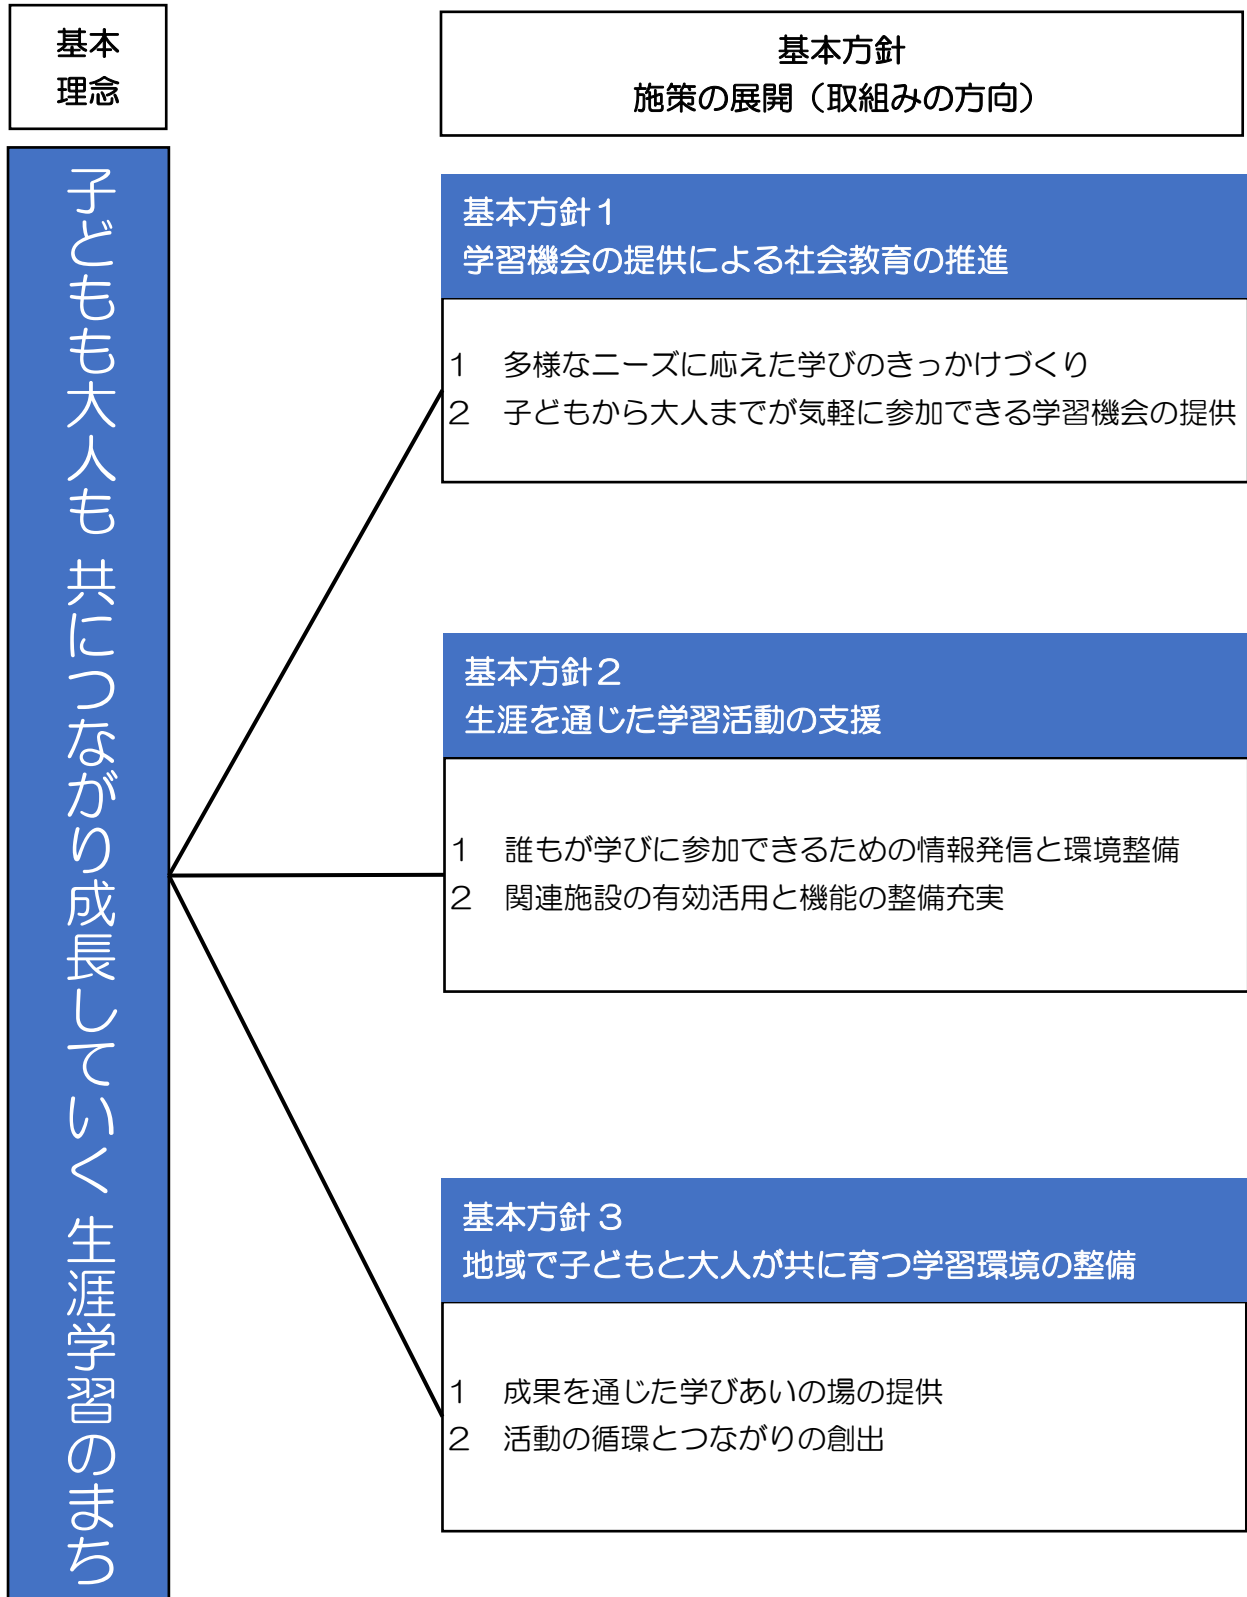 基本
理念
基本方針
施策の展開（取組みの方向）
子どもも大人も 共につながり成長していく 生涯学習のまち
基本方針１
学習機会の提供による社会教育の推進
１　多様なニーズに応えた学びのきっかけづくり
２　子どもから大人までが気軽に参加できる学習機会の提供
基本方針２
生涯を通じた学習活動の支援
１　誰もが学びに参加できるための情報発信と環境整備
２　関連施設の有効活用と機能の整備充実
基本方針３
地域で子どもと大人が共に育つ学習環境の整備
１　成果を通じた学びあいの場の提供
２　活動の循環とつながりの創出